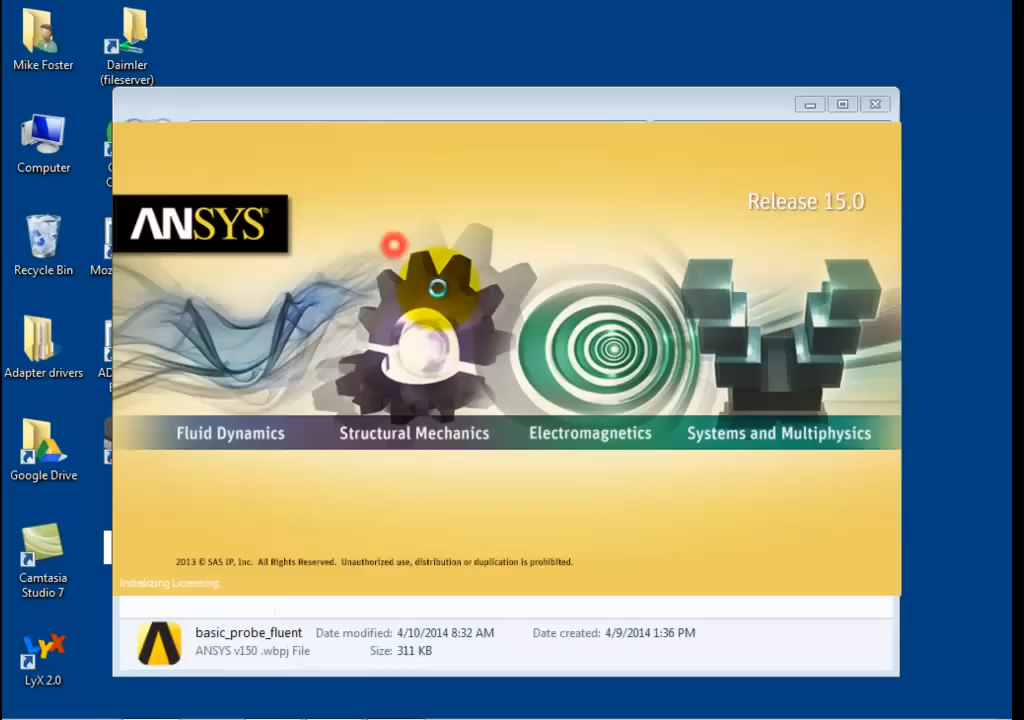 Mike Foster
Daimler
(fileserver)
Computer
Recycle Bin
Moz
Adapter drivers
Google Drive
Camtasia
Studio 7
LyX
LyX 2.0
ANSYS®
Release 15.0
Fluid Dynamics
Structural Mechanics
Electromagnetics
Systems and Multiphysics
2013 © SAS IP, Inc. All Rights Reserved. Unauthorized use, distribution or duplication is prohibited.
Initializing Licensing...
basic_probe_fluent Date modified: 4/10/2014 8:32 AM Date created: 4/9/2014 1:36 PM
ANSYS v150 .wbpj File Size: 311 KB